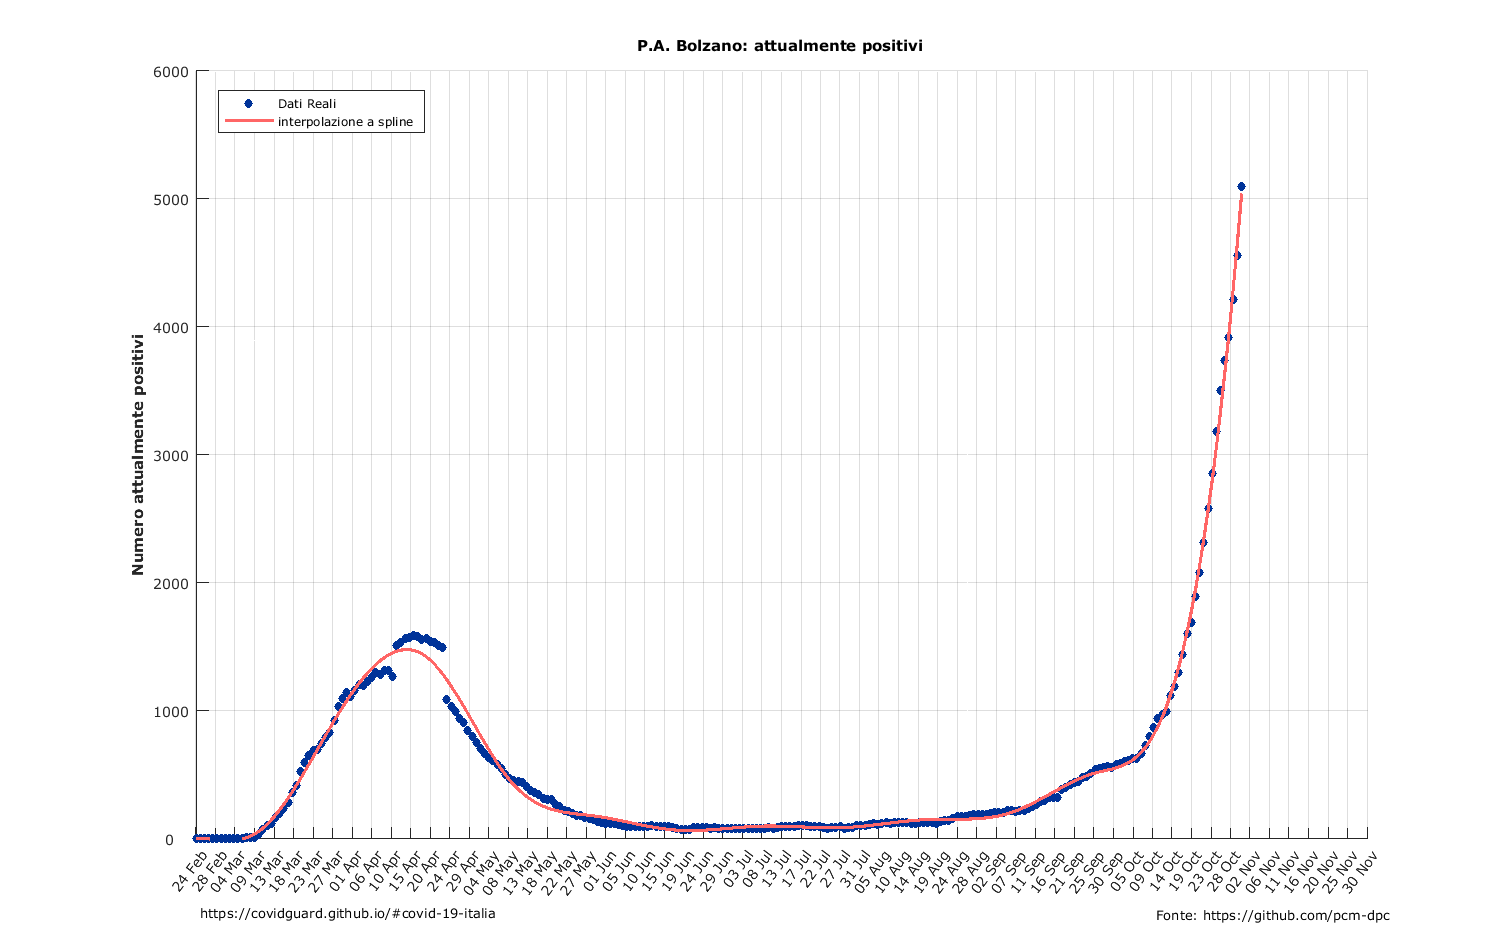 P.A. Bolzano: attualmente positivi
6000
5000
4000
3000
2000
1000
0
Numero attualmente positivi
Dati Reali
interpolazione a spline
24 Feb
28 Feb
04 Mar
09 Mar
13 Mar
18 Mar
23 Mar
27 Mar
01 Apr
06 Apr
10 Apr
15 Apr
20 Apr
24 Apr
29 Apr
04 May
08 May
13 May
18 May
22 May
27 May
01 Jun
05 Jun
10 Jun
15 Jun
19 Jun
24 Jun
29 Jun
03 Jul
08 Jul
13 Jul
17 Jul
22 Jul
27 Jul
31 Jul
05 Aug
10 Aug
14 Aug
19 Aug
24 Aug
28 Aug
02 Sep
07 Sep
11 Sep
16 Sep
21 Sep
25 Sep
30 Sep
05 Oct
09 Oct
14 Oct
19 Oct
23 Oct
28 Oct
02 Nov
06 Nov
11 Nov
16 Nov
20 Nov
25 Nov
30 Nov
https://covidguard.github.io/#covid-19-italia
Fonte: https://github.com/pcm-dpc